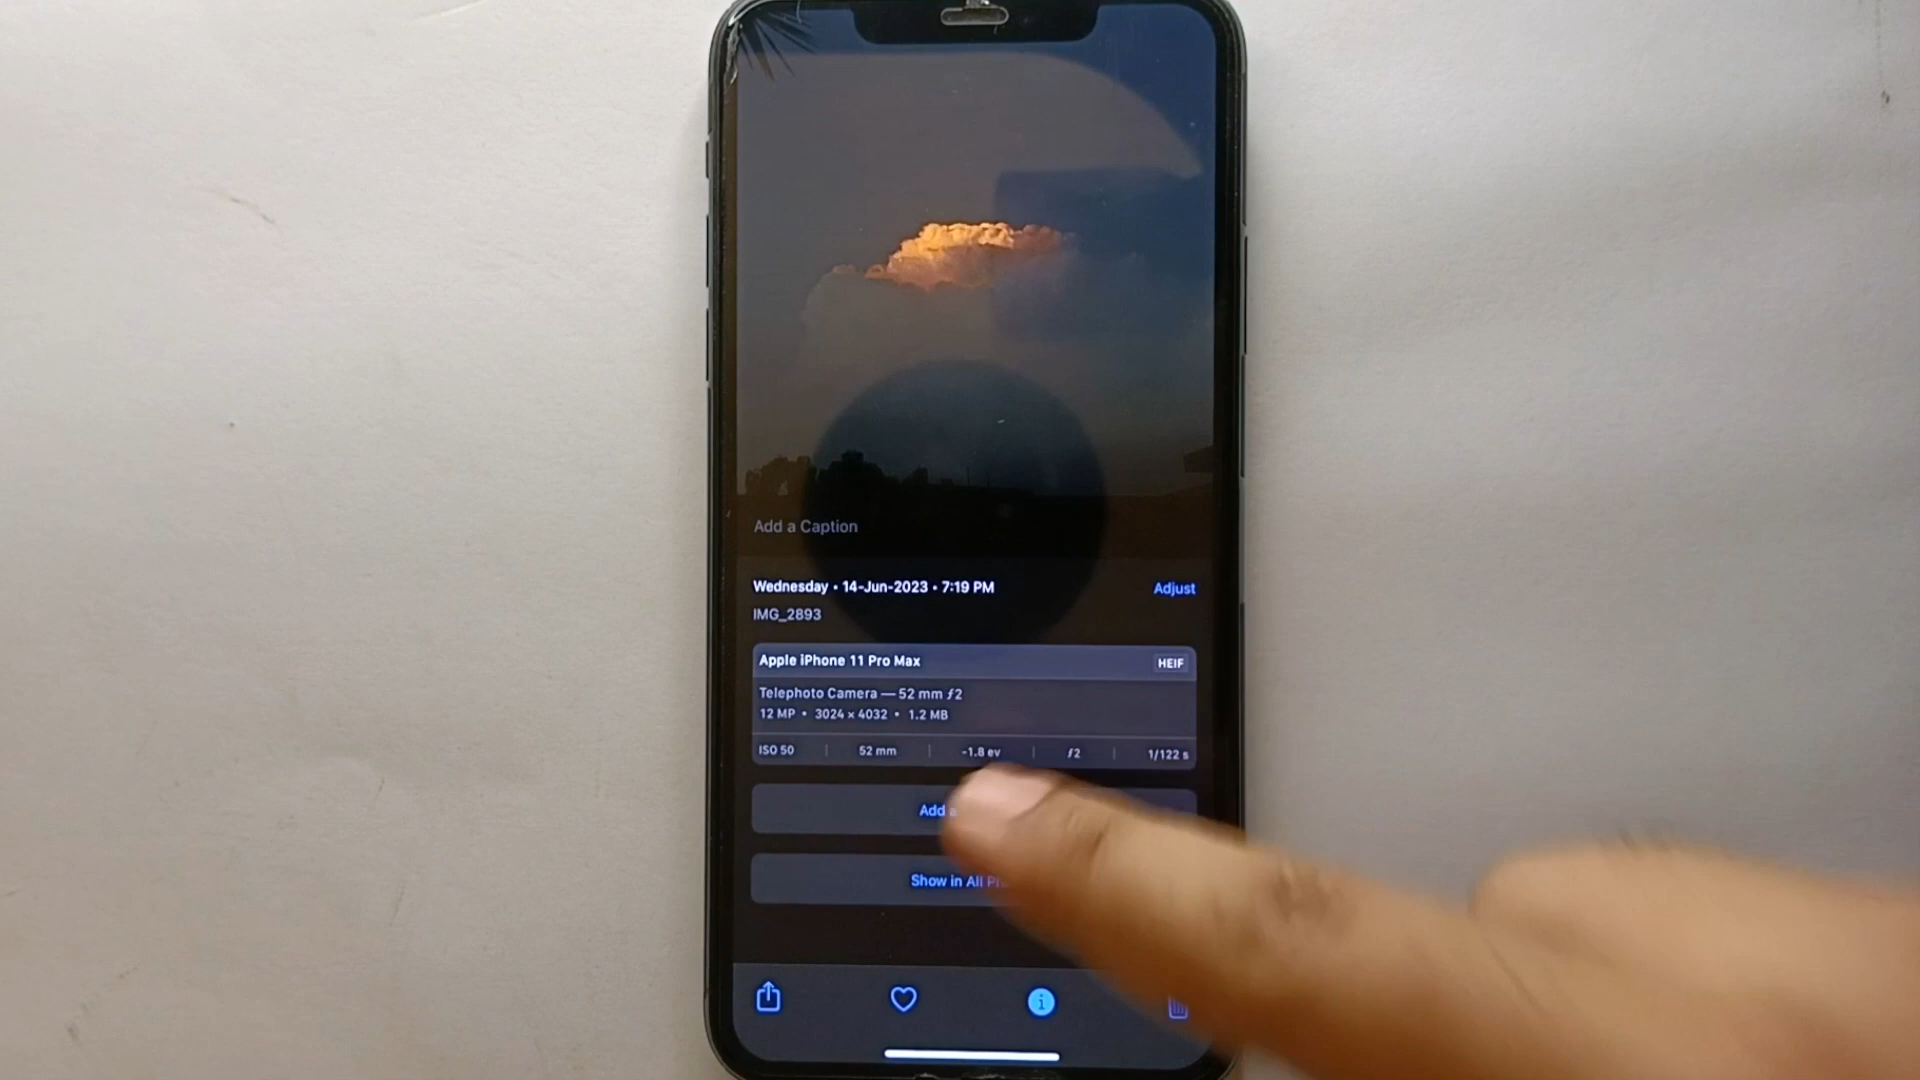 Add a Caption
Wednesday • 14-Jun-2023 • 7:19 PM
Adjust
IMG_2893
Apple iPhone 11 Pro Max
HEIF
Telephoto Camera — 52 mm ƒ2
12 MP • 3024 × 4032 • 1.2 MB
ISO 50 | 52 mm | -1.8 ev | ƒ2 | 1/122 s
Add
Show in All